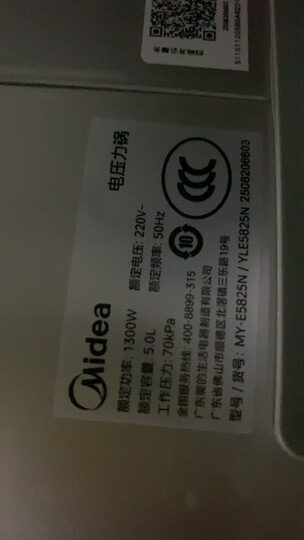 Midea
电压力锅
额定功率: 1300W
额定电压: 220V~
额定容量: 5.0L
额定频率: 50Hz
工作压力: 70kPa
10
全国服务热线: 400-8899-315
广东美的生活电器制造有限公司
广东省佛山市顺德区北滘镇三乐路19号
型号 / 货号: MY-E5825N / YLE5825N 2508206603